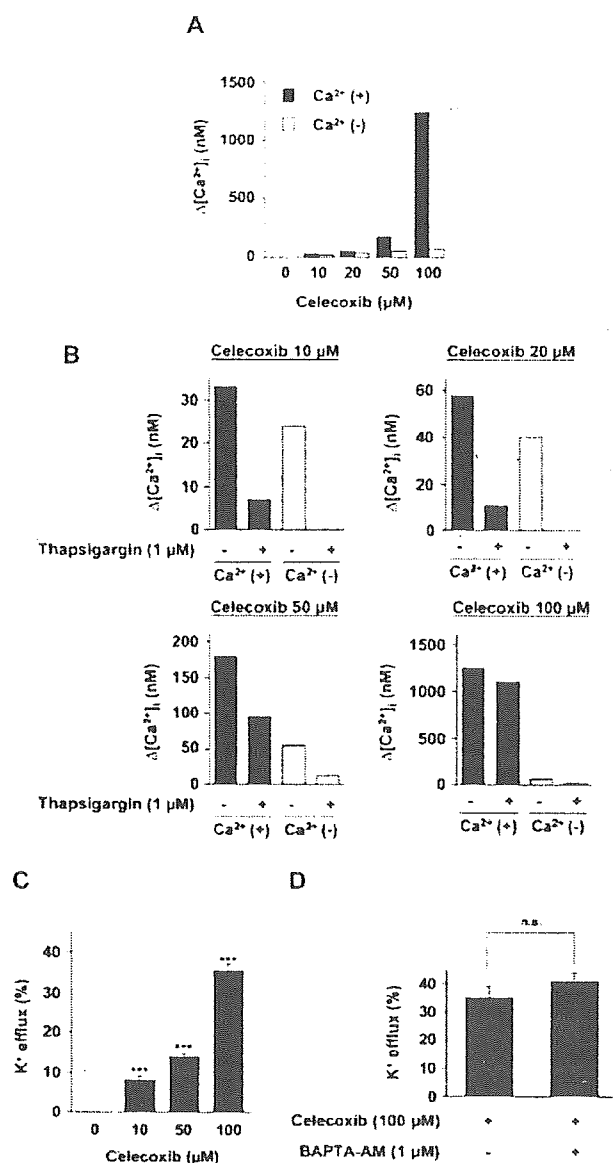 A
1500
1000
500
0
Δ[Ca²⁺]ᵢ (nM)
Ca²⁺ (+)
Ca²⁺ (-)
0 10 20 50 100
Celecoxib (µM)
B
Celecoxib 10 µM
30
20
10
0
Δ[Ca²⁺]ᵢ (nM)
Thapsigargin (1 µM) - + - +
Ca²⁺ (+) Ca²⁺ (-)
Celecoxib 20 µM
60
40
20
0
Δ[Ca²⁺]ᵢ (nM)
- + - +
Ca²⁺ (+) Ca²⁺ (-)
Celecoxib 50 µM
200
150
100
50
0
Δ[Ca²⁺]ᵢ (nM)
Thapsigargin (1 µM) - + - +
Ca²⁺ (+) Ca²⁺ (-)
Celecoxib 100 µM
1000
500
0
Δ[Ca²⁺]ᵢ (nM)
- + - +
Ca²⁺ (+) Ca²⁺ (-)
C
40
30
20
10
0
K⁺ efflux (%)
*** *** ***
0 10 50 100
Celecoxib (µM)
D
n.s.
40
30
20
10
0
K⁺ efflux (%)
Celecoxib (100 µM) + +
BAPTA-AM (1 µM) - +